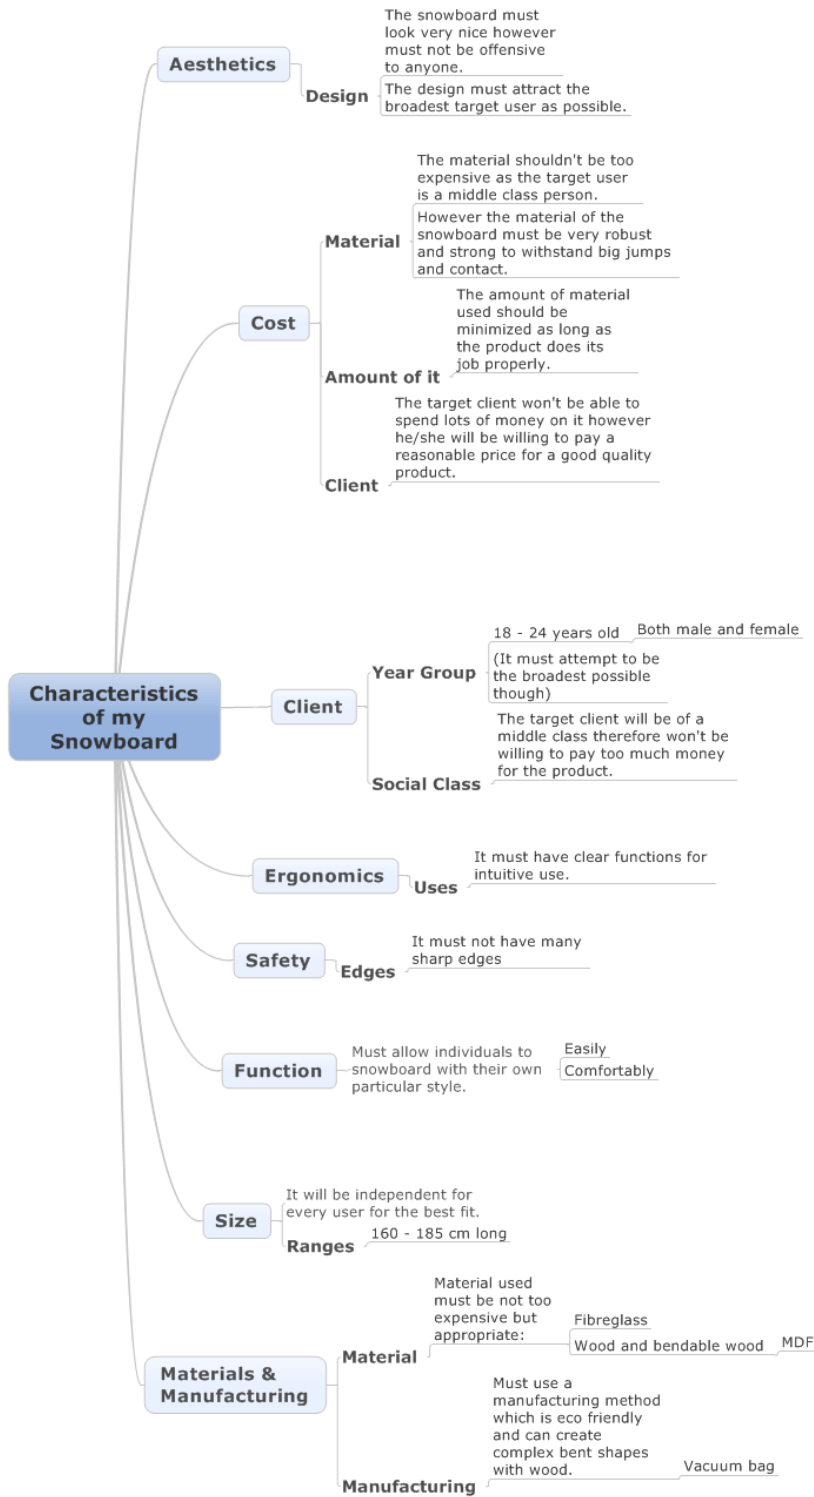 Aesthetics
Design
The snowboard must
look very nice however
must not be offensive
to anyone.
The design must attract the
broadest target user as possible.
Cost
Material
The material shouldn't be too
expensive as the target user
is a middle class person.
However the material of the
snowboard must be very robust
and strong to withstand big jumps
and contact.
Amount of it
The amount of material
used should be
minimized as long as
the product does its
job properly.
Client
The target client won't be able to
spend lots of money on it however
he/she will be willing to pay a
reasonable price for a good quality
product.
Characteristics
of my
Snowboard
Client
Year Group
18 - 24 years old
Both male and female
(It must attempt to be
the broadest possible
though)
Social Class
The target client will be of a
middle class therefore won't be
willing to pay too much money
for the product.
Ergonomics
Uses
It must have clear functions for
intuitive use.
Safety
Edges
It must not have many
sharp edges
Function
Must allow individuals to
snowboard with their own
particular style.
Easily
Comfortably
Size
It will be independent for
every user for the best fit.
Ranges
160 - 185 cm long
Materials &
Manufacturing
Material
Material used
must be not too
expensive but
appropriate:
Fibreglass
Wood and bendable wood
MDF
Manufacturing
Must use a
manufacturing method
which is eco friendly
and can create
complex bent shapes
with wood.
Vacuum bag